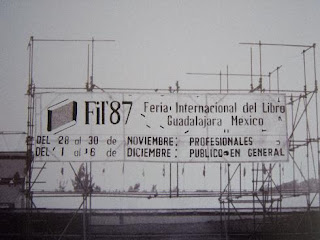 Fil'87
Feria Internacional del Libro
Guadalajara Mexico
DEL 28 al 30 de NOVIEMBRE: PROFESIONALES
DEL 1 al 6 de DICIEMBRE: PUBLICO EN GENERAL